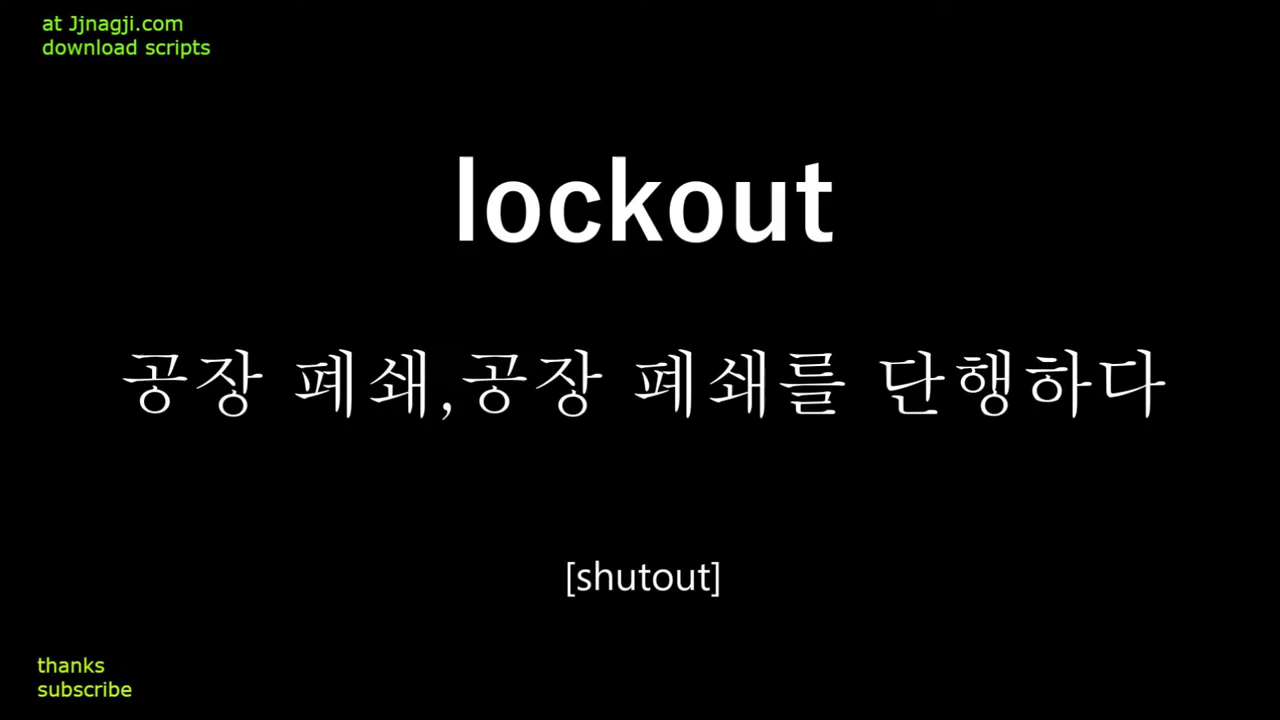 at Jjnagji.com
download scripts
lockout
공장 폐쇄,공장 폐쇄를 단행하다
[shutout]
thanks
subscribe